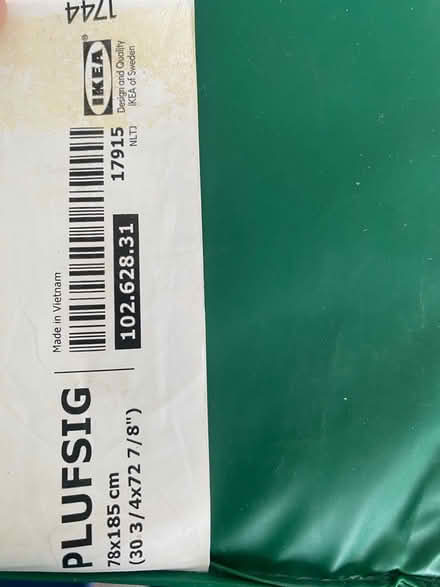 PLUFSIG
78x185 cm
(30 3/4x72 7/8")
Made in Vietnam
102.628.31
17915
NLTJ
IKEA®
Design and Quality
IKEA of Sweden
1744